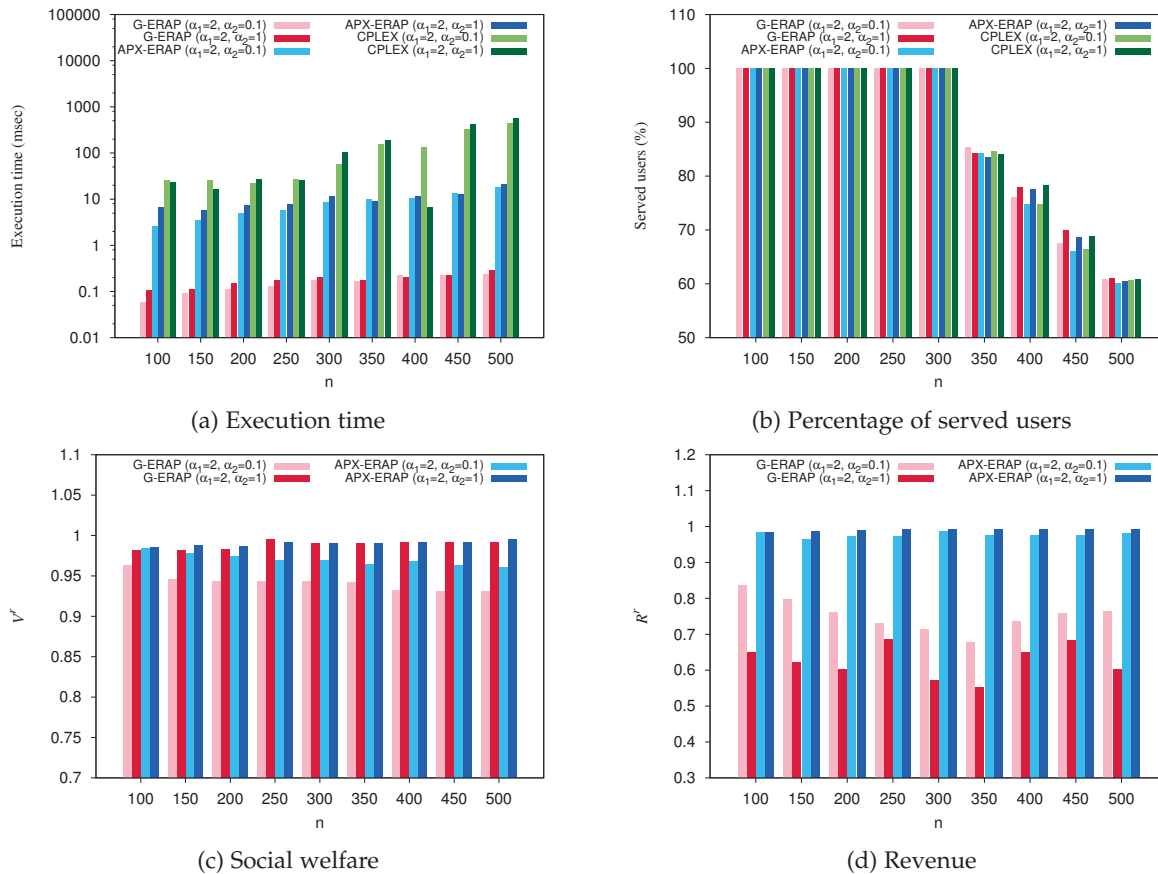 G-ERAP (α1=2, α2=0.1)
G-ERAP (α1=2, α2=1)
APX-ERAP (α1=2, α2=0.1)
APX-ERAP (α1=2, α2=1)
CPLEX (α1=2, α2=0.1)
CPLEX (α1=2, α2=1)
Execution time (msec)
100000
10000
1000
100
10
1
0.1
0.01
100 150 200 250 300 350 400 450 500
n
(a) Execution time
G-ERAP (α1=2, α2=0.1)
G-ERAP (α1=2, α2=1)
APX-ERAP (α1=2, α2=0.1)
APX-ERAP (α1=2, α2=1)
CPLEX (α1=2, α2=0.1)
CPLEX (α1=2, α2=1)
Served users (%)
110
100
90
80
70
60
50
100 150 200 250 300 350 400 450 500
n
(b) Percentage of served users
G-ERAP (α1=2, α2=0.1)
G-ERAP (α1=2, α2=1)
APX-ERAP (α1=2, α2=0.1)
APX-ERAP (α1=2, α2=1)
V^r
1.1
1.05
1
0.95
0.9
0.85
0.8
0.75
0.7
100 150 200 250 300 350 400 450 500
n
(c) Social welfare
G-ERAP (α1=2, α2=0.1)
G-ERAP (α1=2, α2=1)
APX-ERAP (α1=2, α2=0.1)
APX-ERAP (α1=2, α2=1)
R^r
1.2
1.1
1
0.9
0.8
0.7
0.6
0.5
0.4
0.3
100 150 200 250 300 350 400 450 500
n
(d) Revenue